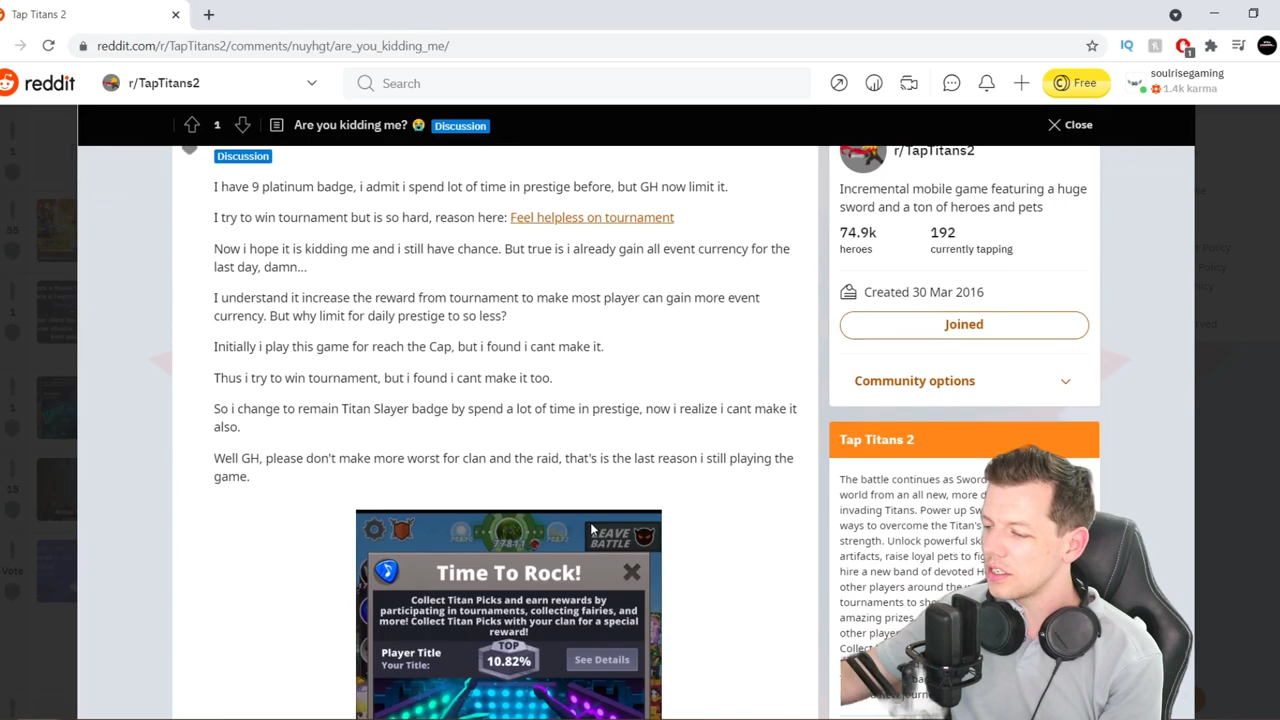 Tap Titans 2
reddit.com/r/TapTitans2/comments/nuyhgt/are_you_kidding_me/
IQ
1
reddit
r/TapTitans2
Search
Free
soulrisegaming
1.4k karma
1
Are you kidding me? 😭 Discussion
Close
Discussion
I have 9 platinum badge, i admit i spend lot of time in prestige before, but GH now limit it.
I try to win tournament but is so hard, reason here: Feel helpless on tournament
Now i hope it is kidding me and i still have chance. But true is i already gain all event currency for the
last day, damn...
I understand it increase the reward from tournament to make most player can gain more event
currency. But why limit for daily prestige to so less?
Initially i play this game for reach the Cap, but i found i cant make it.
Thus i try to win tournament, but i found i cant make it too.
So i change to remain Titan Slayer badge by spend a lot of time in prestige, now i realize i cant make it
also.
Well GH, please don't make more worst for clan and the raid, that's is the last reason i still playing the
game.
LEAVE
BATTLE
Time To Rock!
Collect Titan Picks and earn rewards by
participating in tournaments, collecting fairies, and
more! Collect Titan Picks with your clan for a special
reward!
Player Title
Your Title:
TOP
10.82%
See Details
r/TapTitans2
Incremental mobile game featuring a huge
sword and a ton of heroes and pets
74.9k
heroes
192
currently tapping
Created 30 Mar 2016
Joined
Community options
Tap Titans 2
The battle continues as Sword
world from an all new, more d
invading Titans. Power up Sw
ways to overcome the Titan's
strength. Unlock powerful sk
artifacts, raise loyal pets to fi
hire a new band of devoted H
other players around the w
tournaments to sh
amazing prizes.
other player
Collect
Vote